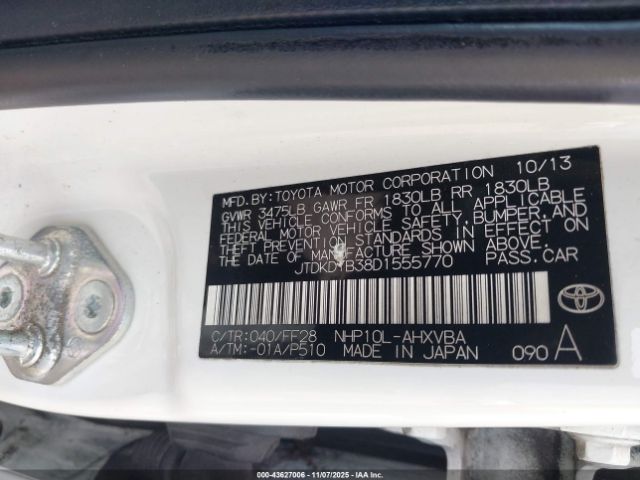 MFD. BY: TOYOTA MOTOR CORPORATION 10/13
GVWR 3475LB GAWR FR 1830LB RR 1830LB
THIS VEHICLE CONFORMS TO ALL APPLICABLE
FEDERAL MOTOR VEHICLE SAFETY, BUMPER, AND
THEFT PREVENTION STANDARDS IN EFFECT ON
THE DATE OF MANUFACTURE SHOWN ABOVE.
PASS. CAR
C/TR: 040/FF28 NHP10L-AHXVBA
A/TM: -01A/P510 MADE IN JAPAN 090 A
000-43627006 | 11/07/2025 - IAA Holdings, LLC